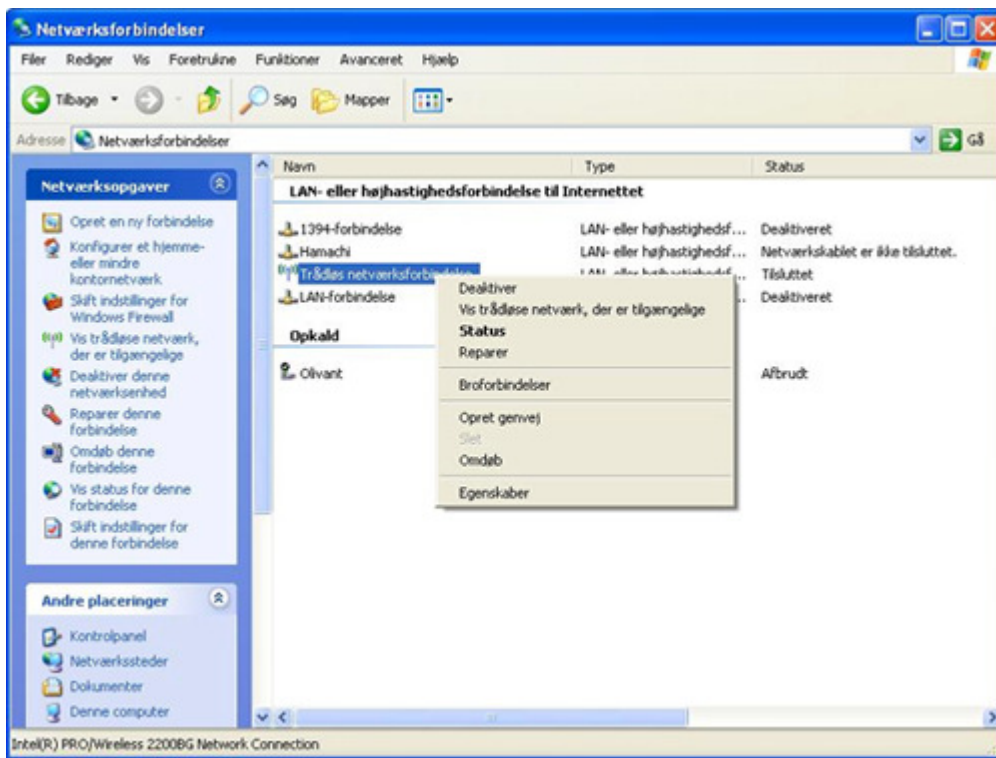 Netværksforbindelser
Filer Rediger Vis Foretrukne Funktioner Avanceret Hjælp
Tilbage Søg Mapper
Adresse Netværksforbindelser Gå
Netværksopgaver
Opret en ny forbindelse
Konfigurer et hjemme-
eller mindre
kontornetværk
Skift indstillinger for
Windows Firewall
Vis trådløse netværk,
der er tilgængelige
Deaktiver denne
netværksenhed
Reparer denne
forbindelse
Omdøb denne
forbindelse
Vis status for denne
forbindelse
Skift indstillinger for
denne forbindelse
Andre placeringer
Kontrolpanel
Netværkssteder
Dokumenter
Denne computer
Navn Type Status
LAN- eller højhastighedsforbindelse til Internettet
1394-forbindelse LAN- eller højhastighedsf... Deaktiveret
Hamachi LAN- eller højhastighedsf... Netværkskablet er ikke tilsluttet.
Trådløs netværksforbindelse LAN- eller højhastighedsf... Tilsluttet
LAN-forbindelse Deaktiveret
Opkald
Olivant Afbrudt
Deaktiver
Vis trådløse netværk, der er tilgængelige
Status
Reparer
Broforbindelser
Opret genvej
Slet
Omdøb
Egenskaber
Intel(R) PRO/Wireless 2200BG Network Connection